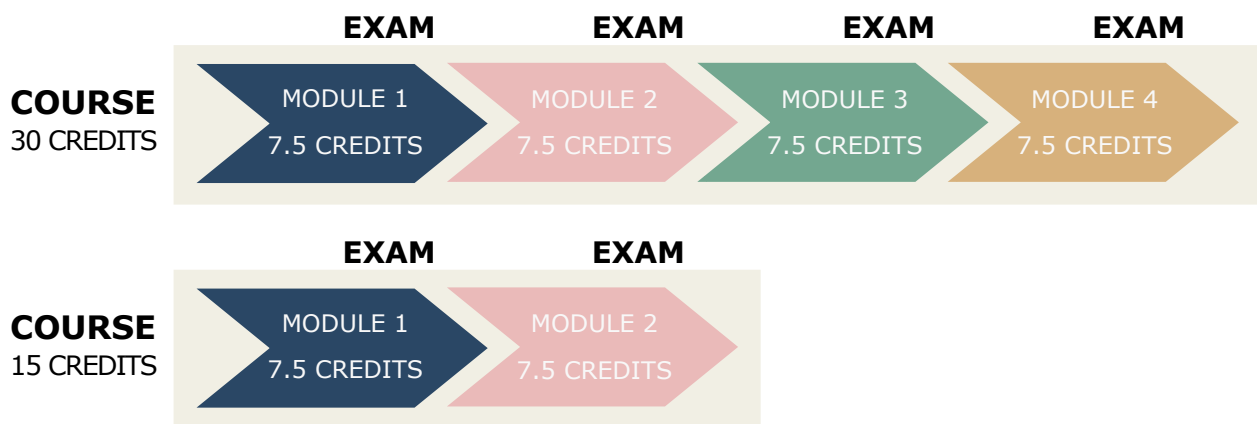 EXAM EXAM EXAM EXAM
COURSE
30 CREDITS
MODULE 1 MODULE 2 MODULE 3 MODULE 4
7.5 CREDITS 7.5 CREDITS 7.5 CREDITS 7.5 CREDITS
EXAM EXAM
COURSE
15 CREDITS
MODULE 1 MODULE 2
7.5 CREDITS 7.5 CREDITS